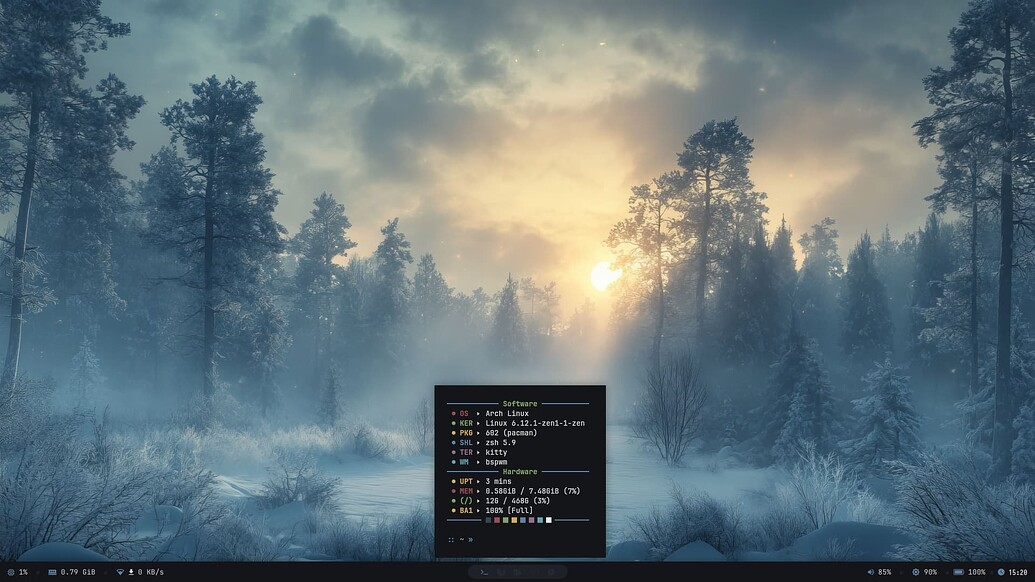 Software
OS ‣ Arch Linux
KER ‣ Linux 6.12.1-zen1-1-zen
PKG ‣ 602 (pacman)
SHL ‣ zsh 5.9
TER ‣ kitty
WM ‣ bspwm
Hardware
UPT ‣ 3 mins
MEM ‣ 0.58GiB / 7.48GiB (7%)
(/) ‣ 12G / 468G (3%)
BA1 ‣ 100% [Full]
:: ~ »
1% 0.79 GiB 0 KB/s 85% 90% 100% 15:20